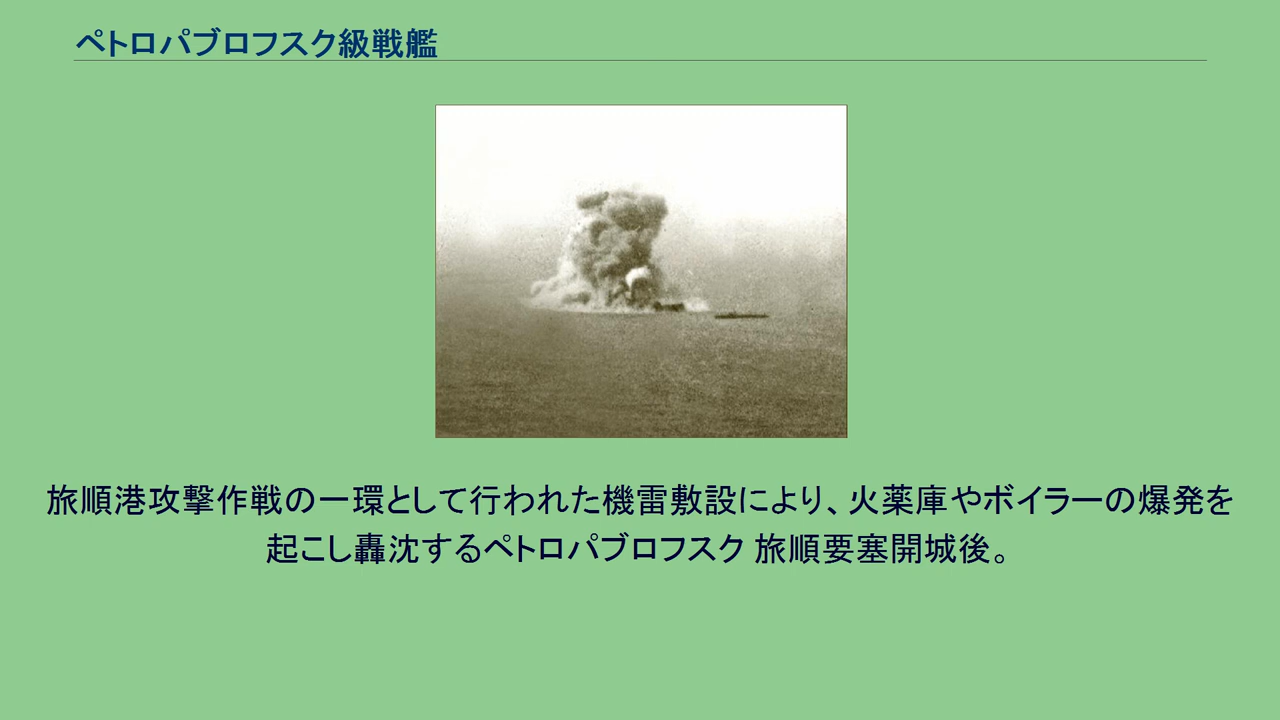 ペトロパブロフスク級戦艦
旅順港攻撃作戦の一環として行われた機雷敷設により、火薬庫やボイラーの爆発を
起こし轟沈するペトロパブロフスク 旅順要塞開城後。